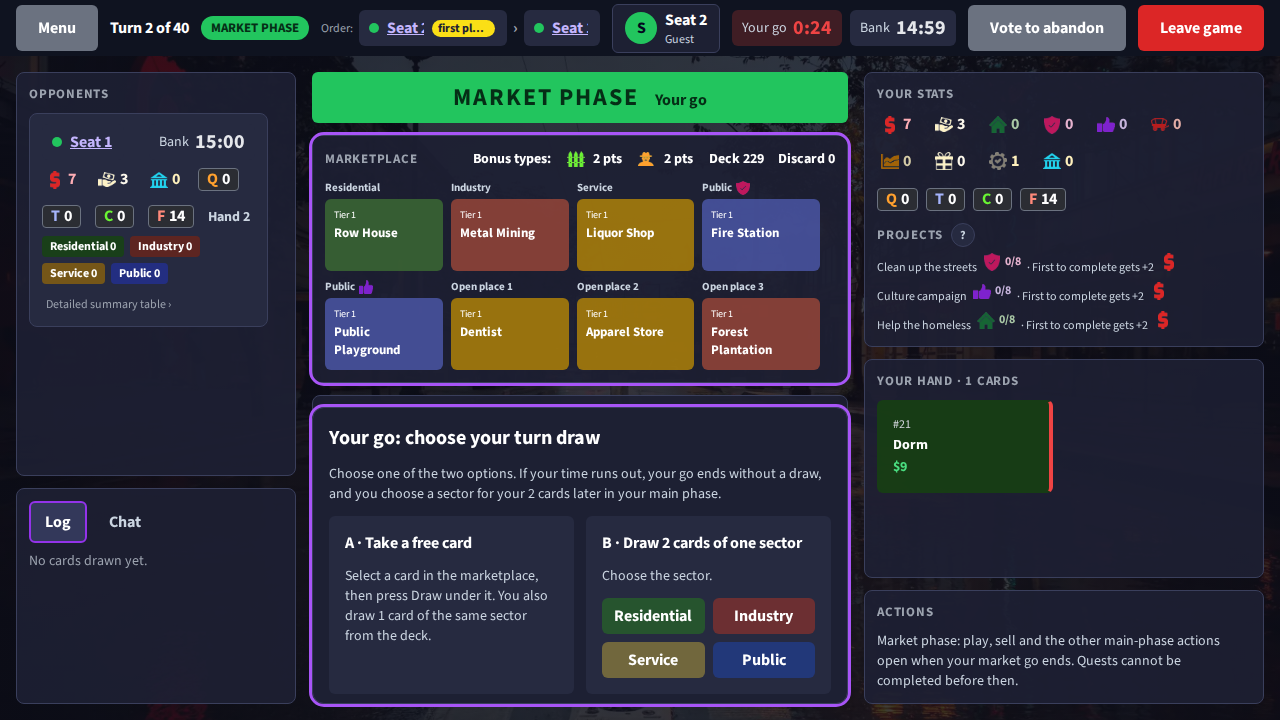 Menu
Turn 2 of 40
MARKET PHASE
Order:
Seat
first pl...
›
Seat
S
Seat 2
Guest
Your go 0:24
Bank 14:59
Vote to abandon
Leave game
OPPONENTS
Seat 1
Bank 15:00
7
3
0
Q 0
T 0
C 0
F 14
Hand 2
Residential 0
Industry 0
Service 0
Public 0
Detailed summary table ›
Log
Chat
No cards drawn yet.
MARKET PHASE Your go
MARKETPLACE
Bonus types:
2 pts
2 pts
Deck 229
Discard 0
Residential
Industry
Service
Public
Tier 1
Row House
Tier 1
Metal Mining
Tier 1
Liquor Shop
Tier 1
Fire Station
Public
Open place 1
Open place 2
Open place 3
Tier 1
Public
Playground
Tier 1
Dentist
Tier 1
Apparel Store
Tier 1
Forest
Plantation
Your go: choose your turn draw
Choose one of the two options. If your time runs out, your go ends without a draw,
and you choose a sector for your 2 cards later in your main phase.
A · Take a free card
Select a card in the marketplace,
then press Draw under it. You also
draw 1 card of the same sector
from the deck.
B · Draw 2 cards of one sector
Choose the sector.
Residential
Industry
Service
Public
YOUR STATS
7
3
0
0
0
0
0
0
1
0
Q 0
T 0
C 0
F 14
PROJECTS ?
Clean up the streets 0/8 · First to complete gets +2
Culture campaign 0/8 · First to complete gets +2
Help the homeless 0/8 · First to complete gets +2
YOUR HAND · 1 CARDS
#21
Dorm
$9
ACTIONS
Market phase: play, sell and the other main-phase actions
open when your market go ends. Quests cannot be
completed before then.